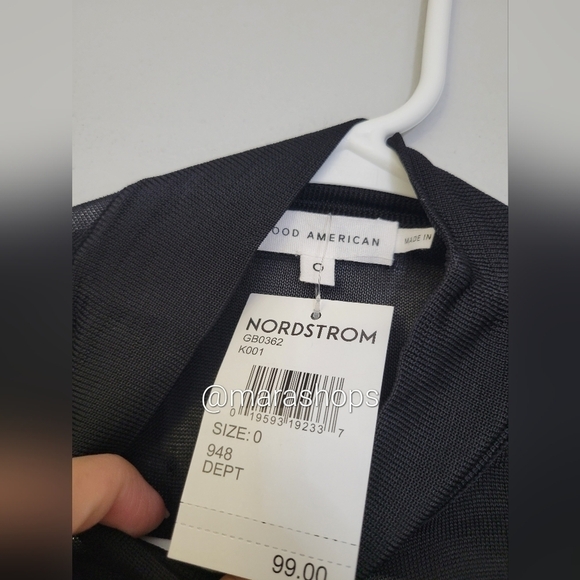 OOD AMERICAN
MADE IN
0
NORDSTROM
GB0362
K001
@marashops
0 19593 19233 7
SIZE: 0
948
DEPT
99.00